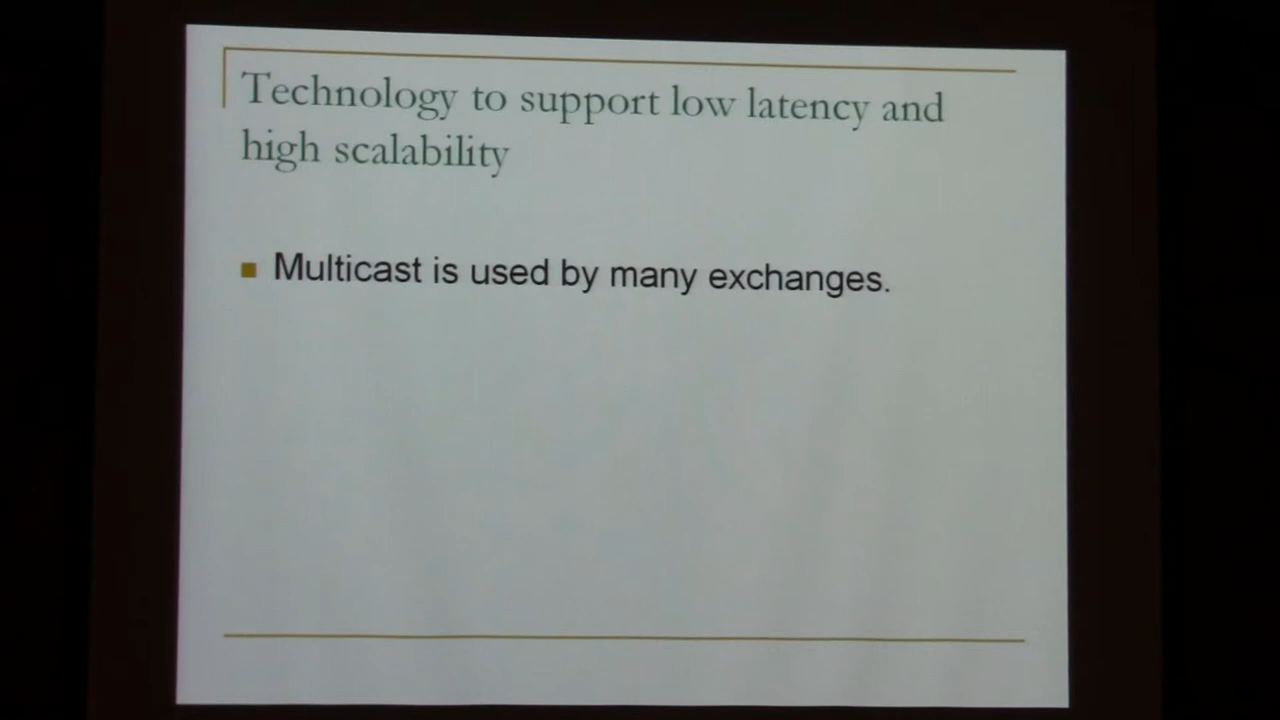 Technology to support low latency and
high scalability
Multicast is used by many exchanges.